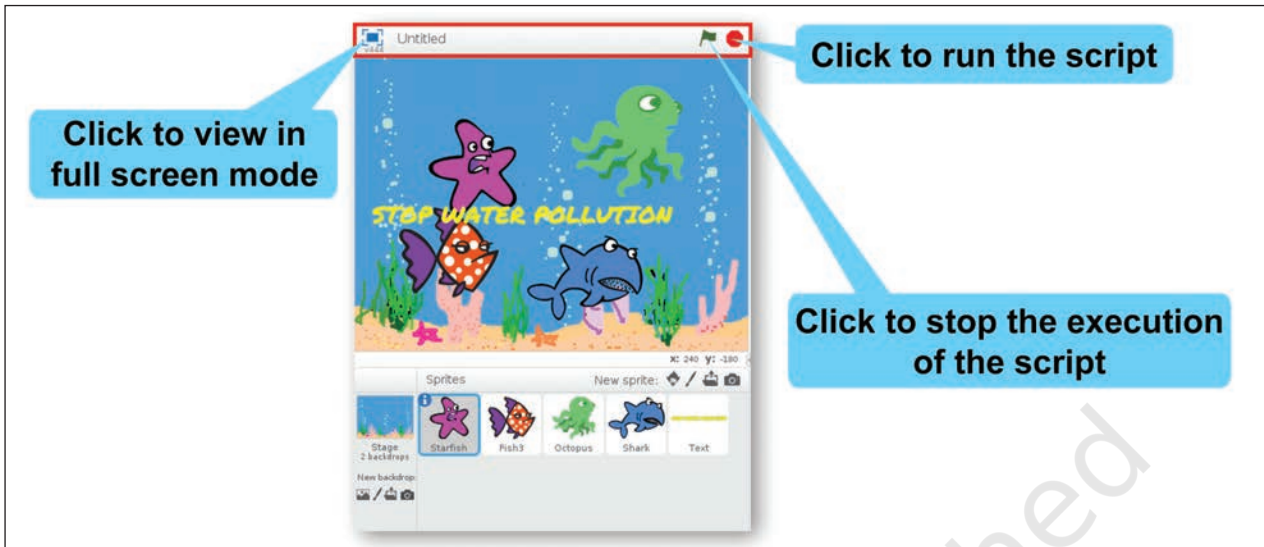 Untitled
v444
Click to run the script
Click to view in
full screen mode
STOP WATER POLLUTION
Click to stop the execution
of the script
x: 240 y: -180
Sprites
New sprite:
Stage
2 backdrops
Starfish
Fish3
Octopus
Shark
Text
New backdrop
hed